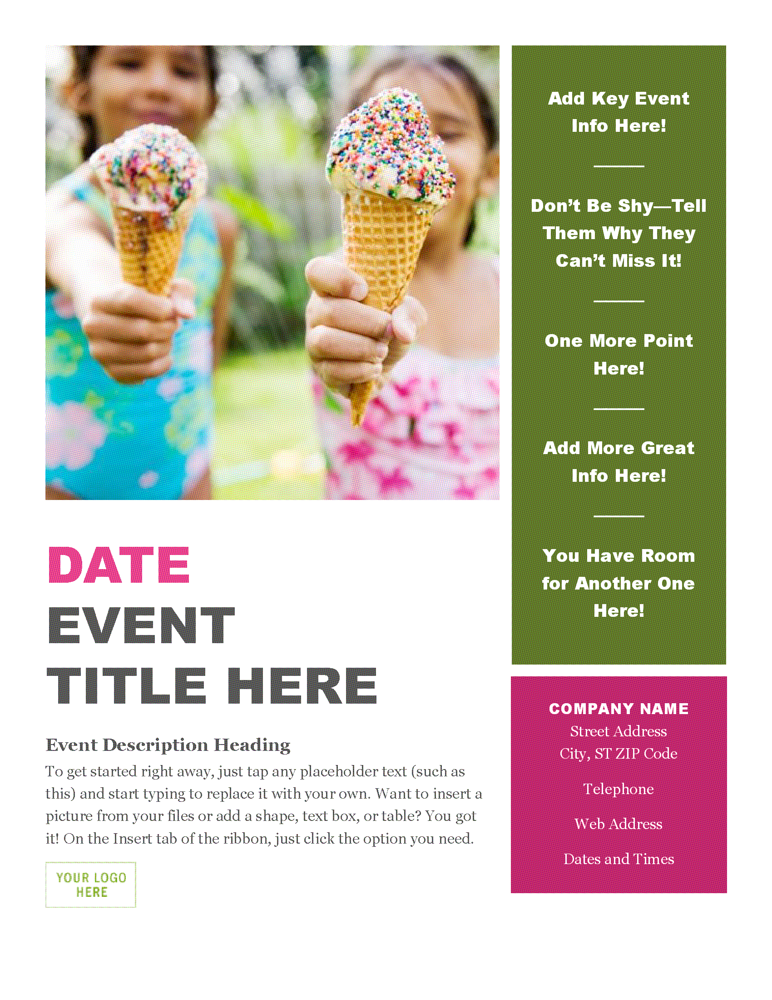 Add Key Event
Info Here!
Don’t Be Shy—Tell
Them Why They
Can’t Miss It!
One More Point
Here!
Add More Great
Info Here!
You Have Room
for Another One
Here!
DATE
EVENT
TITLE HERE
Event Description Heading
To get started right away, just tap any placeholder text (such as
this) and start typing to replace it with your own. Want to insert a
picture from your files or add a shape, text box, or table? You got
it! On the Insert tab of the ribbon, just click the option you need.
YOUR LOGO
HERE
COMPANY NAME
Street Address
City, ST ZIP Code
Telephone
Web Address
Dates and Times